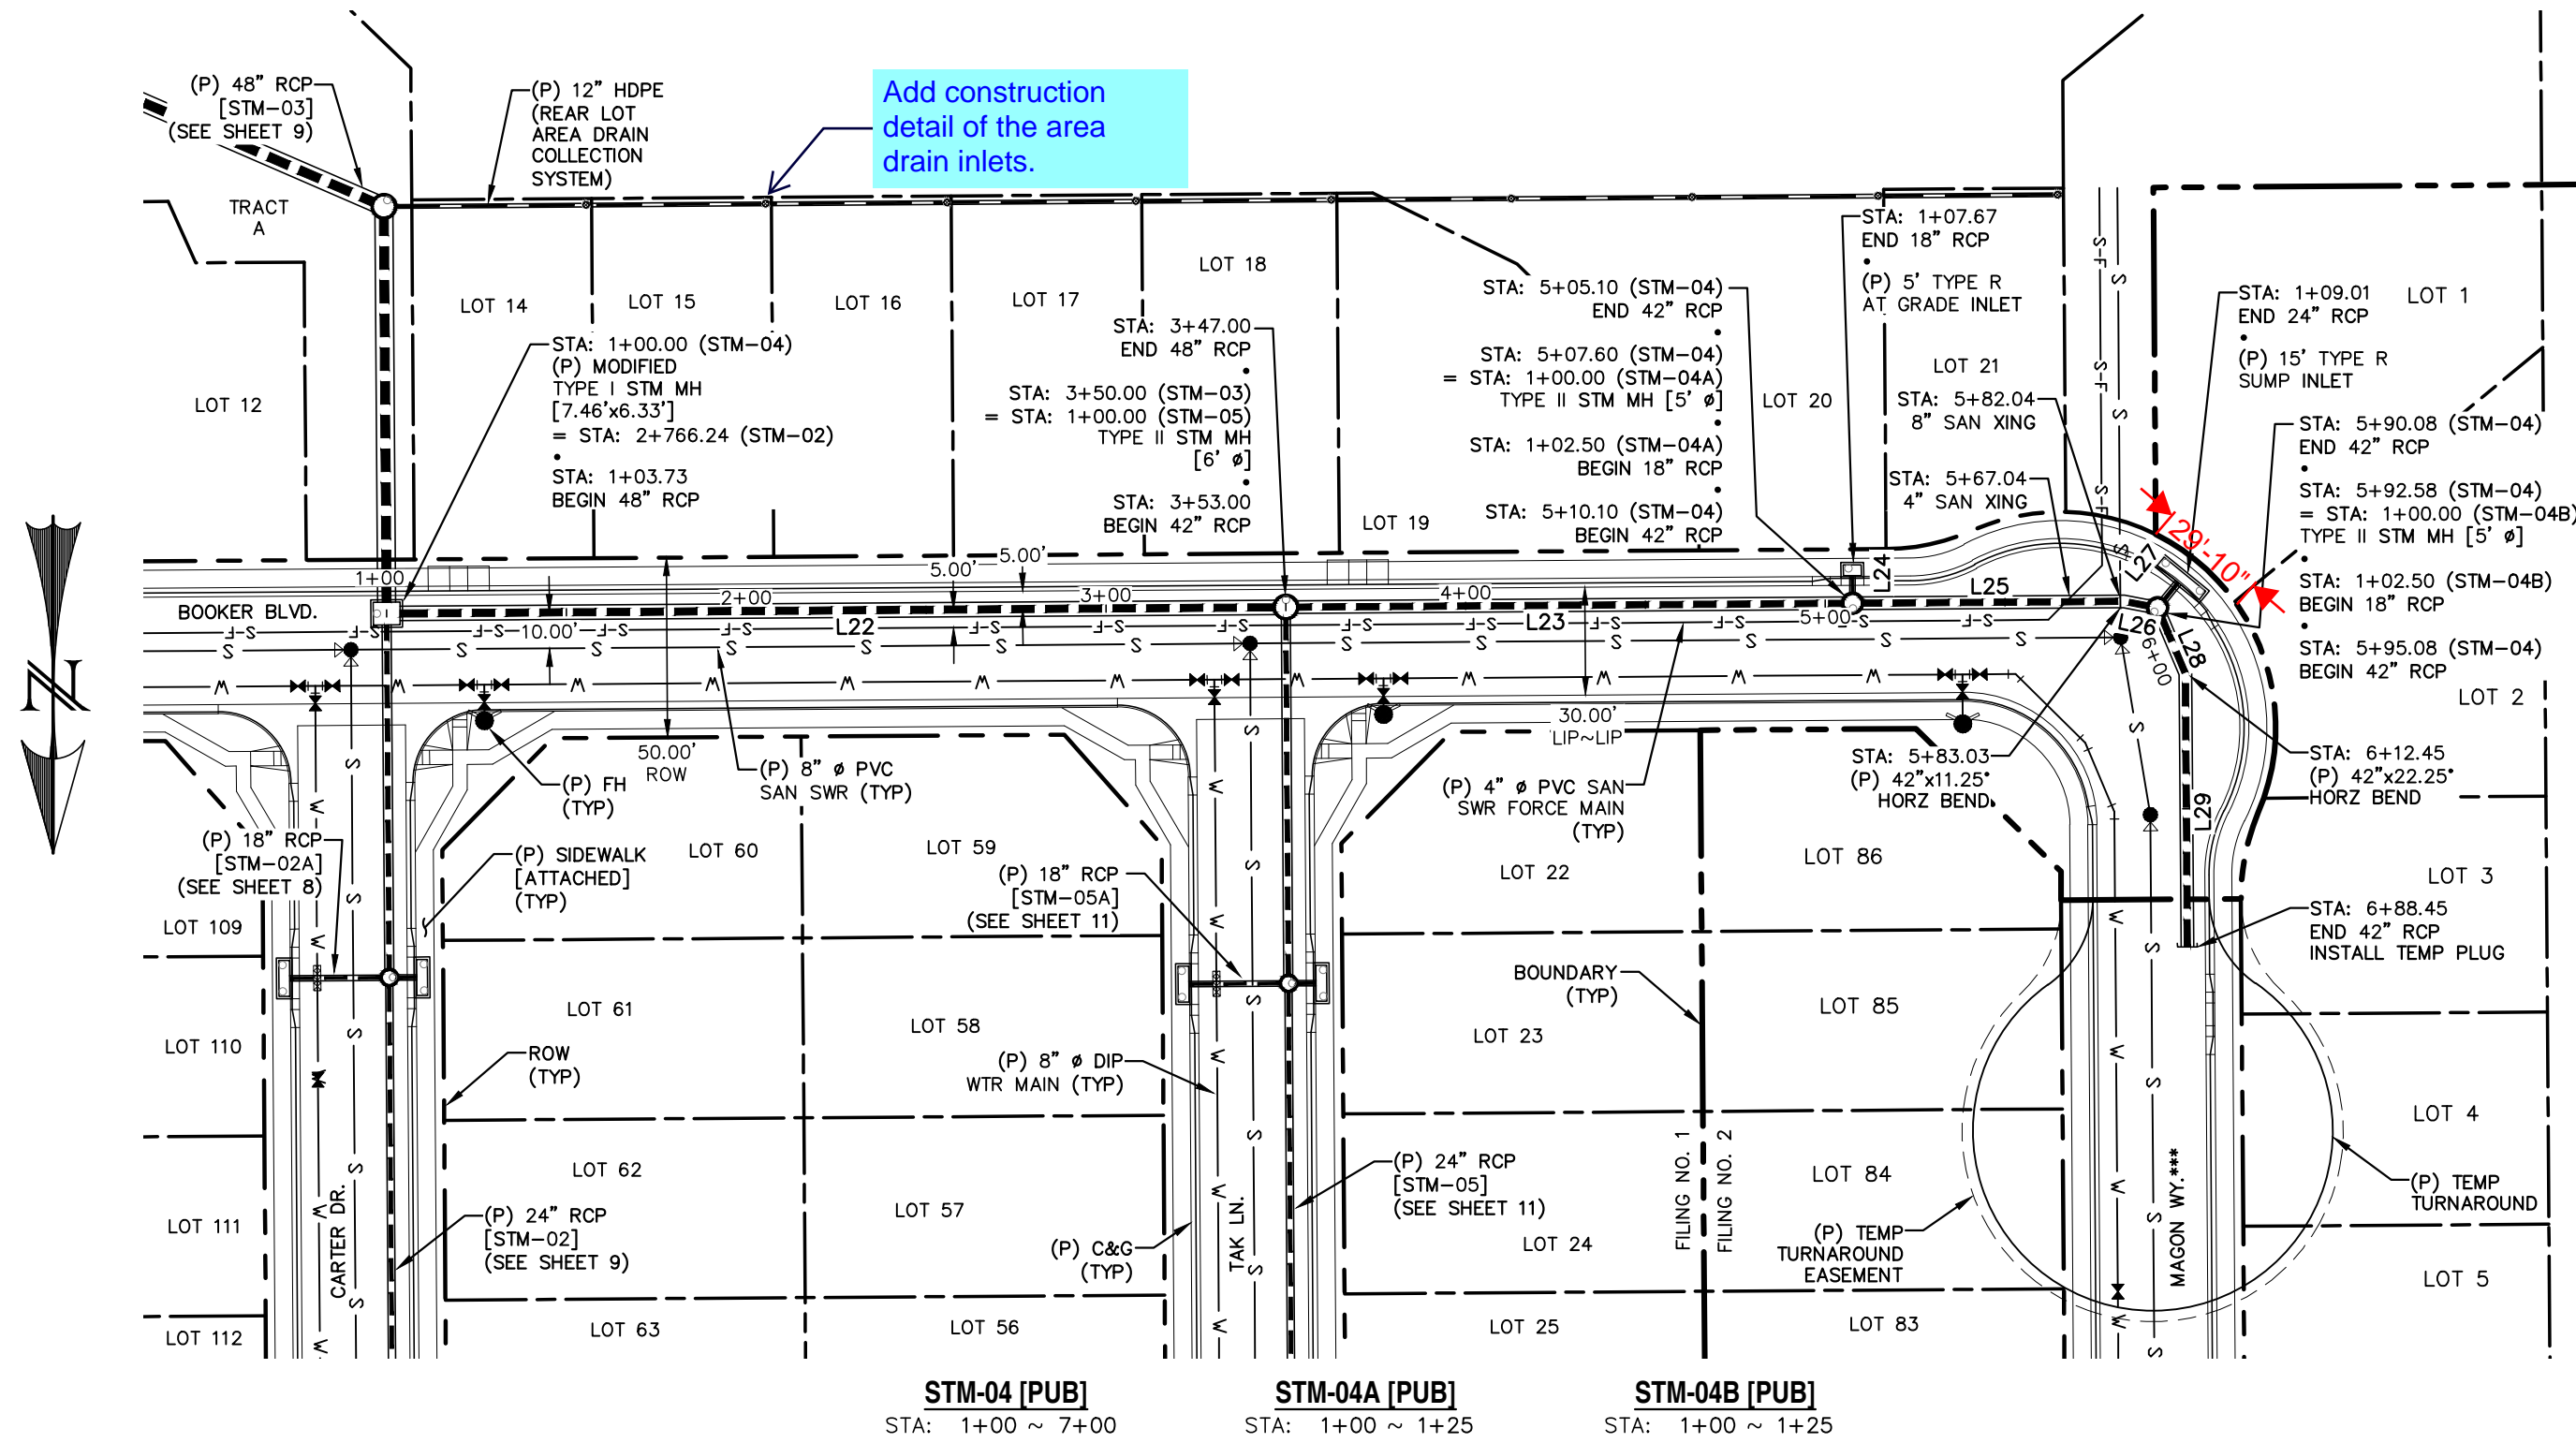 (P) 48" RCP
[STM-03]
(SEE SHEET 9)
(P) 12" HDPE
(REAR LOT
AREA DRAIN
COLLECTION
SYSTEM)
Add construction
detail of the area
drain inlets.
TRACT
A
LOT 12
LOT 14
LOT 15
LOT 16
LOT 17
LOT 18
LOT 19
LOT 20
LOT 21
LOT 1
STA: 1+00.00 (STM-04)
(P) MODIFIED
TYPE I STM MH
[7.46'x6.33']
= STA: 2+766.24 (STM-02)
•
STA: 1+03.73
BEGIN 48" RCP
STA: 3+47.00
END 48" RCP
•
STA: 3+50.00 (STM-03)
= STA: 1+00.00 (STM-05)
TYPE II STM MH
[6' ø]
•
STA: 3+53.00
BEGIN 42" RCP
STA: 5+05.10 (STM-04)
END 42" RCP
•
STA: 5+07.60 (STM-04)
= STA: 1+00.00 (STM-04A)
TYPE II STM MH [5' ø]
•
STA: 1+02.50 (STM-04A)
BEGIN 18" RCP
•
STA: 5+10.10 (STM-04)
BEGIN 42" RCP
STA: 1+07.67
END 18" RCP
•
(P) 5' TYPE R
AT GRADE INLET
STA: 5+82.04
8" SAN XING
STA: 5+67.04
4" SAN XING
STA: 1+09.01
END 24" RCP
•
(P) 15' TYPE R
SUMP INLET
STA: 5+90.08 (STM-04)
END 42" RCP
•
STA: 5+92.58 (STM-04)
= STA: 1+00.00 (STM-04B)
TYPE II STM MH [5' ø]
•
STA: 1+02.50 (STM-04B)
BEGIN 18" RCP
•
STA: 5+95.08 (STM-04)
BEGIN 42" RCP
29'-10"
N
BOOKER BLVD.
1+00
2+00
3+00
4+00
5+00
6+00
5.00'
5.00'
10.00'
L22
L23
L24
L25
L26
L27
L28
L29
S-F S-F S-F S-F S-F S-F S-F S-F S-F S-F S-F
S S S S S S S S S S S S S S
W W W W W W W W W W W
50.00'
ROW
30.00'
LIP~LIP
(P) FH
(TYP)
(P) 8" ø PVC
SAN SWR (TYP)
(P) 4" ø PVC SAN
SWR FORCE MAIN
(TYP)
STA: 5+83.03
(P) 42"x11.25°
HORZ BEND
STA: 6+12.45
(P) 42"x22.25°
HORZ BEND
STA: 6+88.45
END 42" RCP
INSTALL TEMP PLUG
(P) 18" RCP
[STM-02A]
(SEE SHEET 8)
(P) SIDEWALK
[ATTACHED]
(TYP)
(P) 18" RCP
[STM-05A]
(SEE SHEET 11)
BOUNDARY
(TYP)
ROW
(TYP)
(P) 8" ø DIP
WTR MAIN (TYP)
(P) 24" RCP
[STM-02]
(SEE SHEET 9)
(P) C&G
(TYP)
(P) 24" RCP
[STM-05]
(SEE SHEET 11)
(P) TEMP
TURNAROUND
EASEMENT
(P) TEMP
TURNAROUND
CARTER DR.
TAK LN.
MAGON WY.***
FILING NO. 1
FILING NO. 2
LOT 109
LOT 110
LOT 111
LOT 112
LOT 60
LOT 61
LOT 62
LOT 63
LOT 59
LOT 58
LOT 57
LOT 56
LOT 22
LOT 23
LOT 24
LOT 25
LOT 86
LOT 85
LOT 84
LOT 83
LOT 2
LOT 3
LOT 4
LOT 5
STM-04 [PUB]
STA: 1+00 ~ 7+00
STM-04A [PUB]
STA: 1+00 ~ 1+25
STM-04B [PUB]
STA: 1+00 ~ 1+25